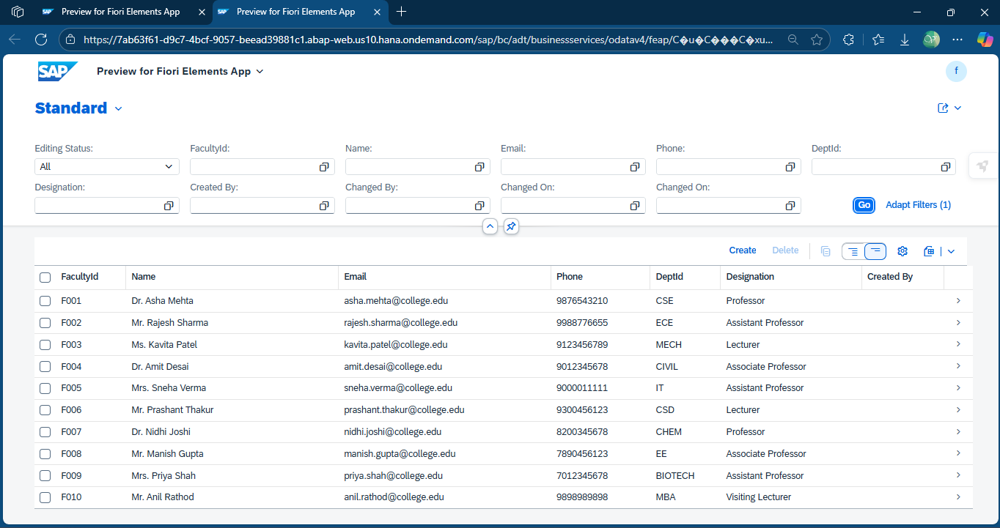 Preview for Fiori Elements App
Preview for Fiori Elements App
https://7ab63f61-d9c7-4bcf-9057-beead39881c1.abap-web.us10.hana.ondemand.com/sap/bc/adt/businessservices/odatav4/feap/C�u�C���C�xu...
SAP Preview for Fiori Elements App f
Standard
Editing Status: FacultyId: Name: Email: Phone: DeptId:
All
Designation: Created By: Changed By: Changed On: Changed On:
Go Adapt Filters (1)
Create Delete
FacultyId Name Email Phone DeptId Designation Created By
F001 Dr. Asha Mehta asha.mehta@college.edu 9876543210 CSE Professor
F002 Mr. Rajesh Sharma rajesh.sharma@college.edu 9988776655 ECE Assistant Professor
F003 Ms. Kavita Patel kavita.patel@college.edu 9123456789 MECH Lecturer
F004 Dr. Amit Desai amit.desai@college.edu 9012345678 CIVIL Associate Professor
F005 Mrs. Sneha Verma sneha.verma@college.edu 9000011111 IT Assistant Professor
F006 Mr. Prashant Thakur prashant.thakur@college.edu 9300456123 CSD Lecturer
F007 Dr. Nidhi Joshi nidhi.joshi@college.edu 8200345678 CHEM Professor
F008 Mr. Manish Gupta manish.gupta@college.edu 7890456123 EE Associate Professor
F009 Mrs. Priya Shah priya.shah@college.edu 7012345678 BIOTECH Assistant Professor
F010 Mr. Anil Rathod anil.rathod@college.edu 9898989898 MBA Visiting Lecturer